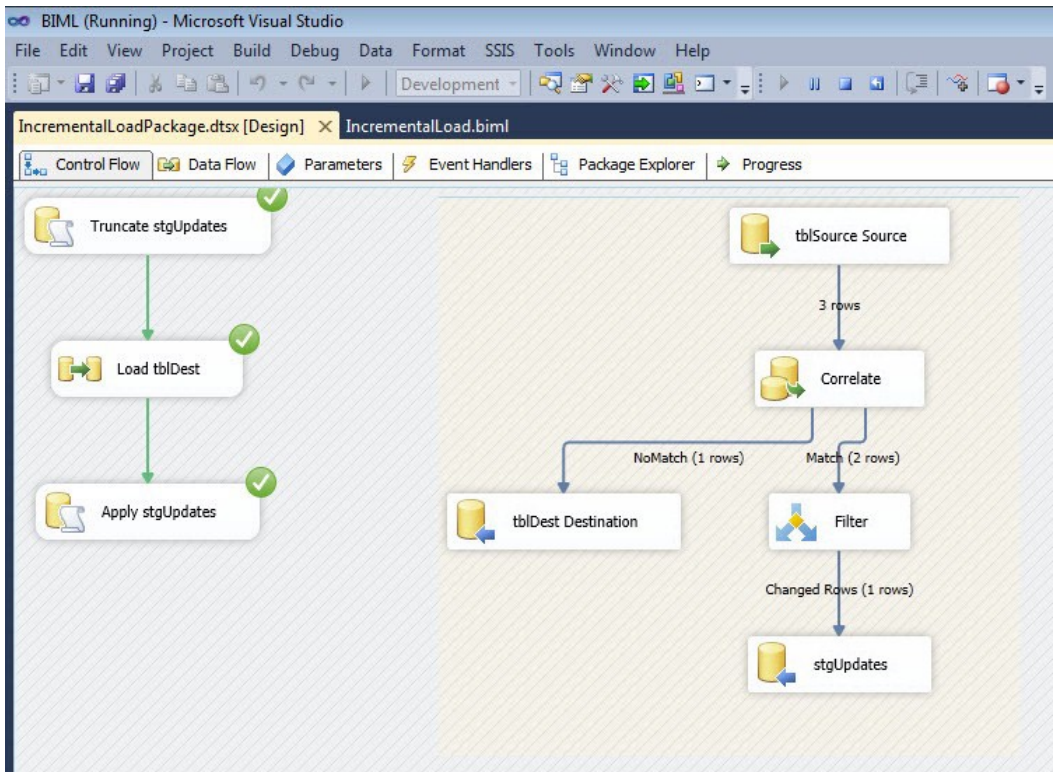 BIML (Running) - Microsoft Visual Studio
File Edit View Project Build Debug Data Format SSIS Tools Window Help
Development
IncrementalLoadPackage.dtsx [Design] IncrementalLoad.biml
Control Flow Data Flow Parameters Event Handlers Package Explorer Progress
Truncate stgUpdates
Load tblDest
Apply stgUpdates
tblSource Source
3 rows
Correlate
NoMatch (1 rows)
Match (2 rows)
tblDest Destination
Filter
Changed Rows (1 rows)
stgUpdates